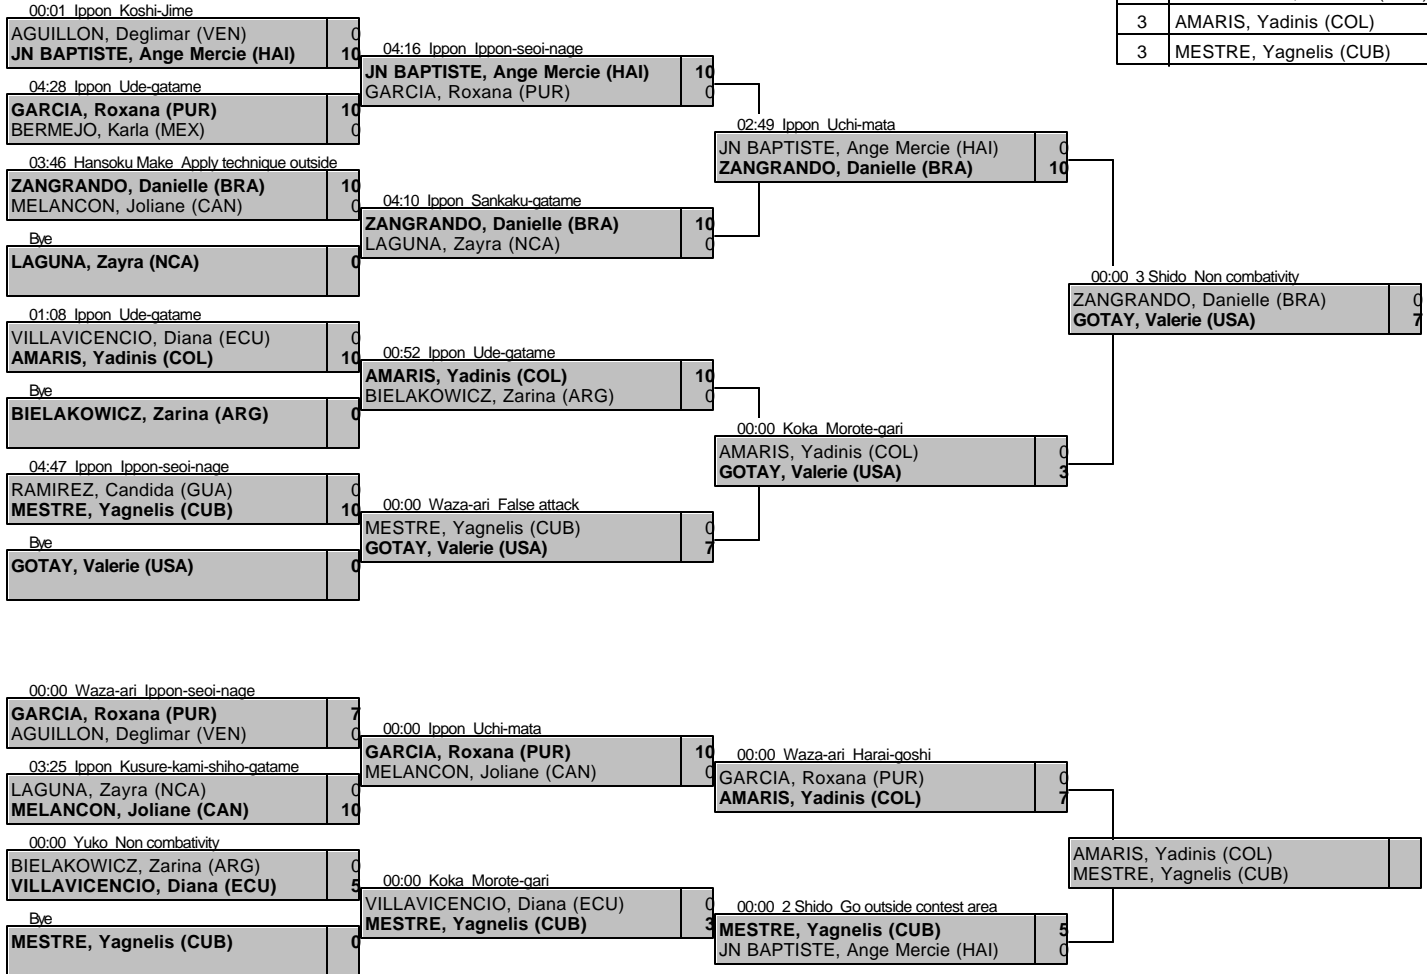 00:01 Ippon Koshi-Jime
AGUILLON, Deglimar (VEN) 0
JN BAPTISTE, Ange Mercie (HAI) 10
04:28 Ippon Ude-gatame
GARCIA, Roxana (PUR) 10
BERMEJO, Karla (MEX) 0
03:46 Hansoku Make Apply technique outside
ZANGRANDO, Danielle (BRA) 10
MELANCON, Joliane (CAN) 0
Bye
LAGUNA, Zayra (NCA) 0
01:08 Ippon Ude-gatame
VILLAVICENCIO, Diana (ECU) 0
AMARIS, Yadinis (COL) 10
Bye
BIELAKOWICZ, Zarina (ARG) 0
04:47 Ippon Ippon-seoi-nage
RAMIREZ, Candida (GUA) 0
MESTRE, Yagnelis (CUB) 10
Bye
GOTAY, Valerie (USA) 0
04:16 Ippon Ippon-seoi-nage
JN BAPTISTE, Ange Mercie (HAI) 10
GARCIA, Roxana (PUR) 0
04:10 Ippon Sankaku-gatame
ZANGRANDO, Danielle (BRA) 10
LAGUNA, Zayra (NCA) 0
00:52 Ippon Ude-gatame
AMARIS, Yadinis (COL) 10
BIELAKOWICZ, Zarina (ARG) 0
00:00 Waza-ari False attack
MESTRE, Yagnelis (CUB) 0
GOTAY, Valerie (USA) 7
02:49 Ippon Uchi-mata
JN BAPTISTE, Ange Mercie (HAI) 0
ZANGRANDO, Danielle (BRA) 10
00:00 Koka Morote-gari
AMARIS, Yadinis (COL) 0
GOTAY, Valerie (USA) 3
3 AMARIS, Yadinis (COL)
3 MESTRE, Yagnelis (CUB)
00:00 3 Shido Non combativity
ZANGRANDO, Danielle (BRA) 0
GOTAY, Valerie (USA) 7
00:00 Waza-ari Ippon-seoi-nage
GARCIA, Roxana (PUR) 7
AGUILLON, Deglimar (VEN) 0
03:25 Ippon Kusure-kami-shiho-gatame
LAGUNA, Zayra (NCA) 0
MELANCON, Joliane (CAN) 10
00:00 Yuko Non combativity
BIELAKOWICZ, Zarina (ARG) 0
VILLAVICENCIO, Diana (ECU) 5
Bye
MESTRE, Yagnelis (CUB) 0
00:00 Ippon Uchi-mata
GARCIA, Roxana (PUR) 10
MELANCON, Joliane (CAN) 0
00:00 Koka Morote-gari
VILLAVICENCIO, Diana (ECU) 0
MESTRE, Yagnelis (CUB) 3
00:00 Waza-ari Harai-goshi
GARCIA, Roxana (PUR) 0
AMARIS, Yadinis (COL) 7
00:00 2 Shido Go outside contest area
MESTRE, Yagnelis (CUB) 5
JN BAPTISTE, Ange Mercie (HAI) 0
AMARIS, Yadinis (COL)
MESTRE, Yagnelis (CUB)